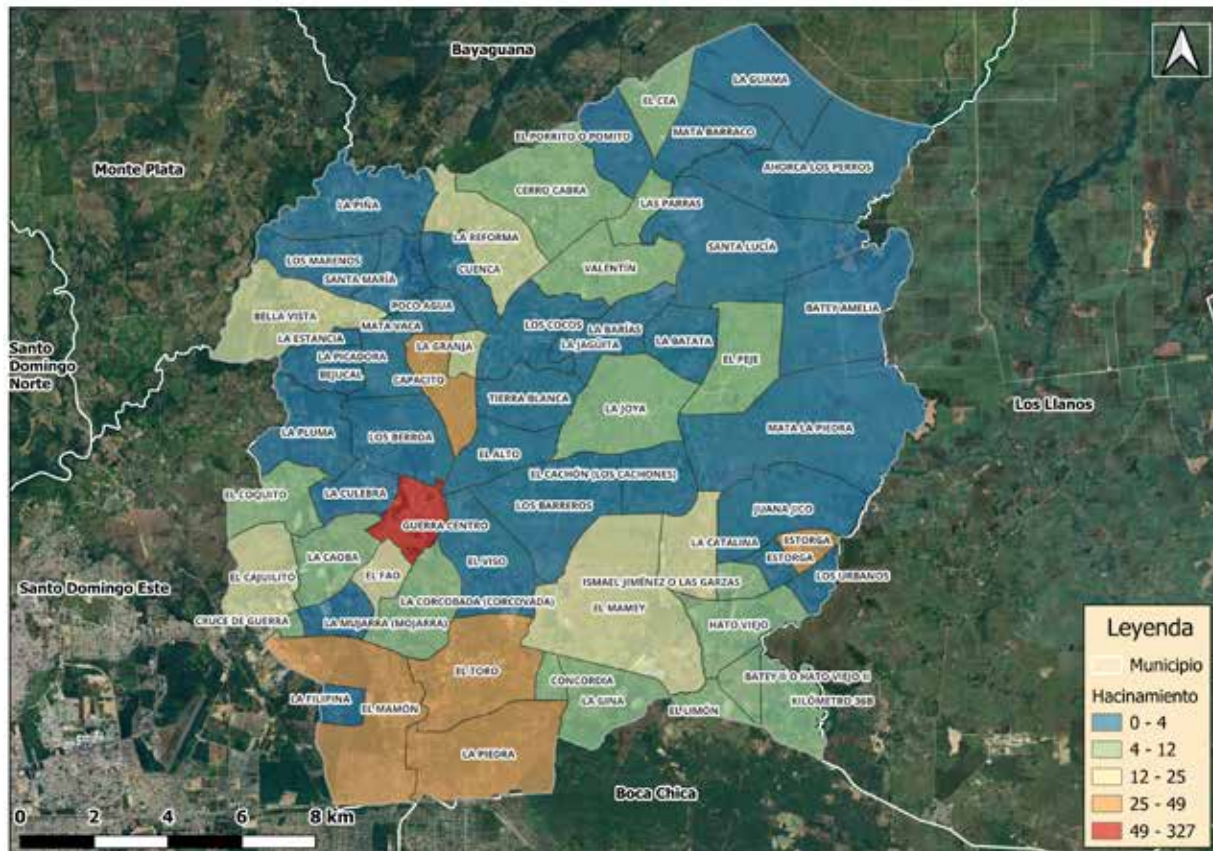 Bayaguana
LA GUAMA
EL CEA
EL PORRITO O POMITO
MATA BARRACO
Monte Plata
AHORCA LOS PERROS
CERRO CABRA
LAS PARRAS
LA PIÑA
LA REFORMA
SANTA LUCÍA
LOS MARENOS
CUENCA
VALENTÍN
SANTA MARÍA
POCO AGUA
BATEY AMELIA
BELLA VISTA
MATA VACA
LOS COCOS
LA BARÍAS
LA ESTANCIA
LA GRANJA
LA JAGUITA
LA BATATA
Santo
Domingo
Norte
LA PICADORA
EL PEJE
BEJUCAL
CAPACITO
TIERRA BLANCA
LA JOYA
Los Llanos
LA PLUMA
LOS BERROA
MATA LA PIEDRA
EL ALTO
EL CACHÓN (LOS CACHONES)
EL COQUITO
LA CULEBRA
LOS BARREROS
JUANA JICO
GUERRA CENTRO
LA CATALINA
ESTORGA
LA CAOBA
ESTORGA
EL VISO
EL CAJUILITO
EL FAO
ISMAEL JIMÉNEZ O LAS GARZAS
LOS URBANOS
Santo Domingo Este
LA CORCOBADA (CORCOVADA)
EL MAMEY
CRUCE DE GUERRA
LA MUJARRA (MOJARRA)
HATO VIEJO
EL TORO
CONCORDIA
BATEY II O HATO VIEJO II
LA FILIPINA
EL MAMÓN
LA GINA
EL LIMÓN
KILÓMETRO 36B
LA PIEDRA
Boca Chica
Leyenda
Municipio
Hacinamiento
0 - 4
4 - 12
12 - 25
25 - 49
49 - 327
0 2 4 6 8 km